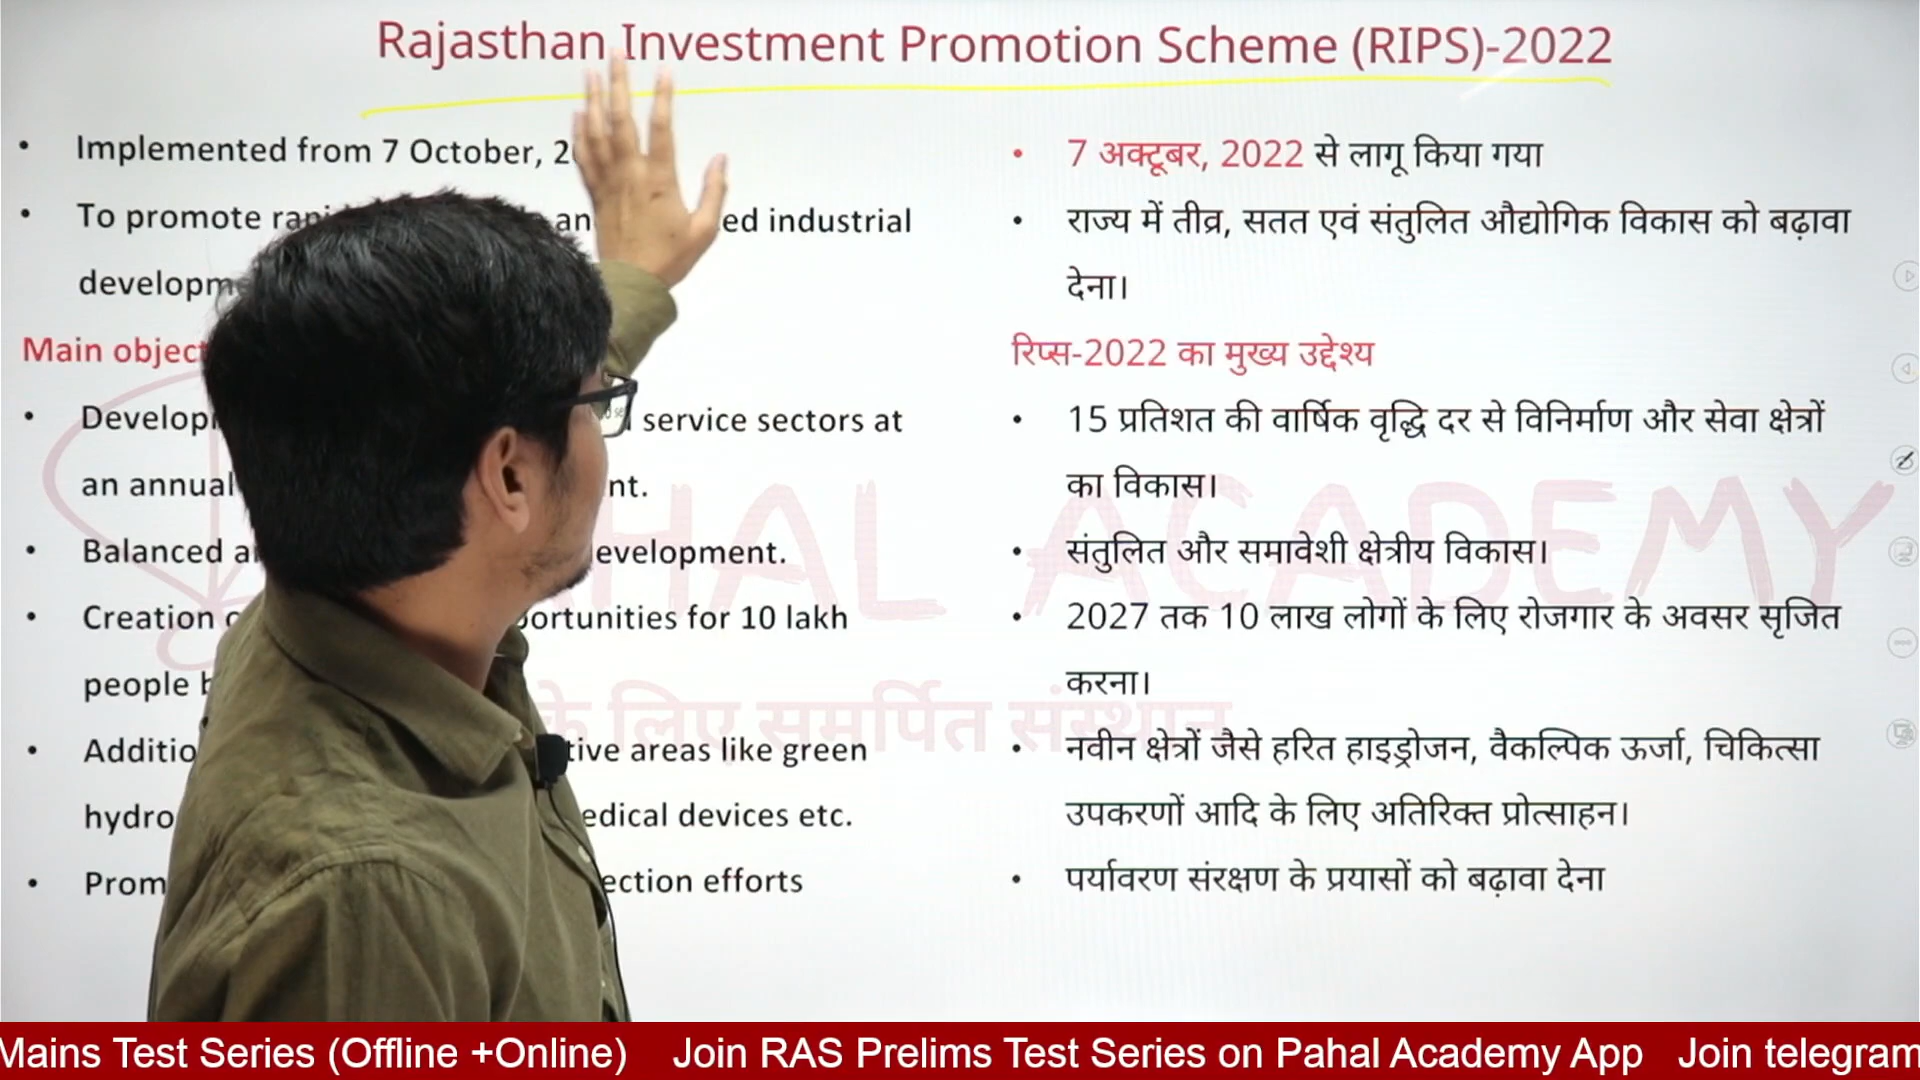 Rajasthan Investment Promotion Scheme (RIPS)-2022
• Implemented from 7 October,
• To promote an ed industrial
developm
Main object
• Develop service sectors at
an annual nt.
• Balanced evelopment.
• Creation ortunities for 10 lakh
people
• Additio tive areas like green
hydro edical devices etc.
• Prom ection efforts
• 7 अक्टूबर, 2022 से लागू किया गया
• राज्य में तीव्र, सतत एवं संतुलित औद्योगिक विकास को बढ़ावा
देना।
रिप्स-2022 का मुख्य उद्देश्य
• 15 प्रतिशत की वार्षिक वृद्धि दर से विनिर्माण और सेवा क्षेत्रों
का विकास।
• संतुलित और समावेशी क्षेत्रीय विकास।
• 2027 तक 10 लाख लोगों के लिए रोजगार के अवसर सृजित
करना।
• नवीन क्षेत्रों जैसे हरित हाइड्रोजन, वैकल्पिक ऊर्जा, चिकित्सा
उपकरणों आदि के लिए अतिरिक्त प्रोत्साहन।
• पर्यावरण संरक्षण के प्रयासों को बढ़ावा देना
HAL ACADEMY
के लिए समर्पित संस्थान
Mains Test Series (Offline +Online) Join RAS Prelims Test Series on Pahal Academy App Join telegram